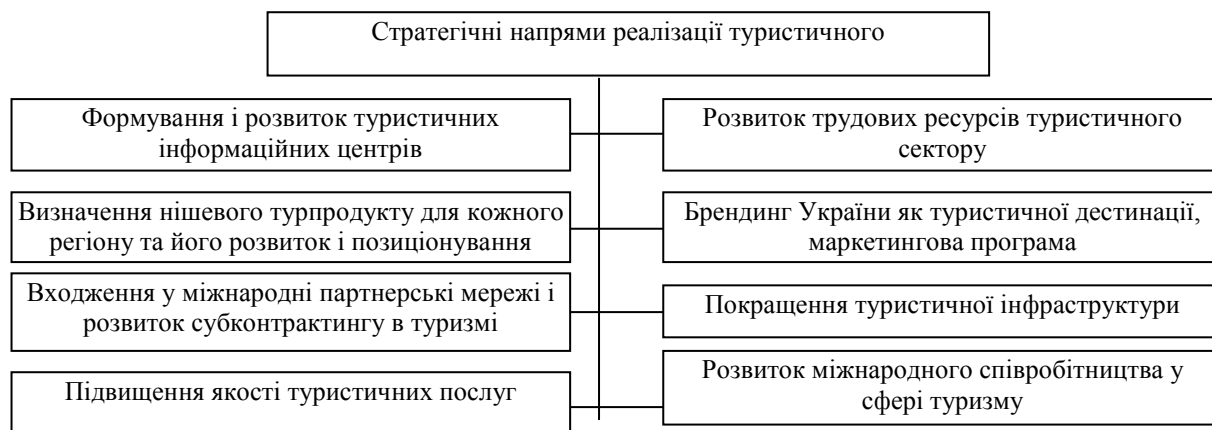 Стратегічні напрями реалізації туристичного
Формування і розвиток туристичних
інформаційних центрів
Розвиток трудових ресурсів туристичного
сектору
Визначення нішевого турпродукту для кожного
регіону та його розвиток і позиціонування
Брендинг України як туристичної дестинації,
маркетингова програма
Входження у міжнародні партнерські мережі і
розвиток субконтрактингу в туризмі
Покращення туристичної інфраструктури
Підвищення якості туристичних послуг
Розвиток міжнародного співробітництва у
сфері туризму